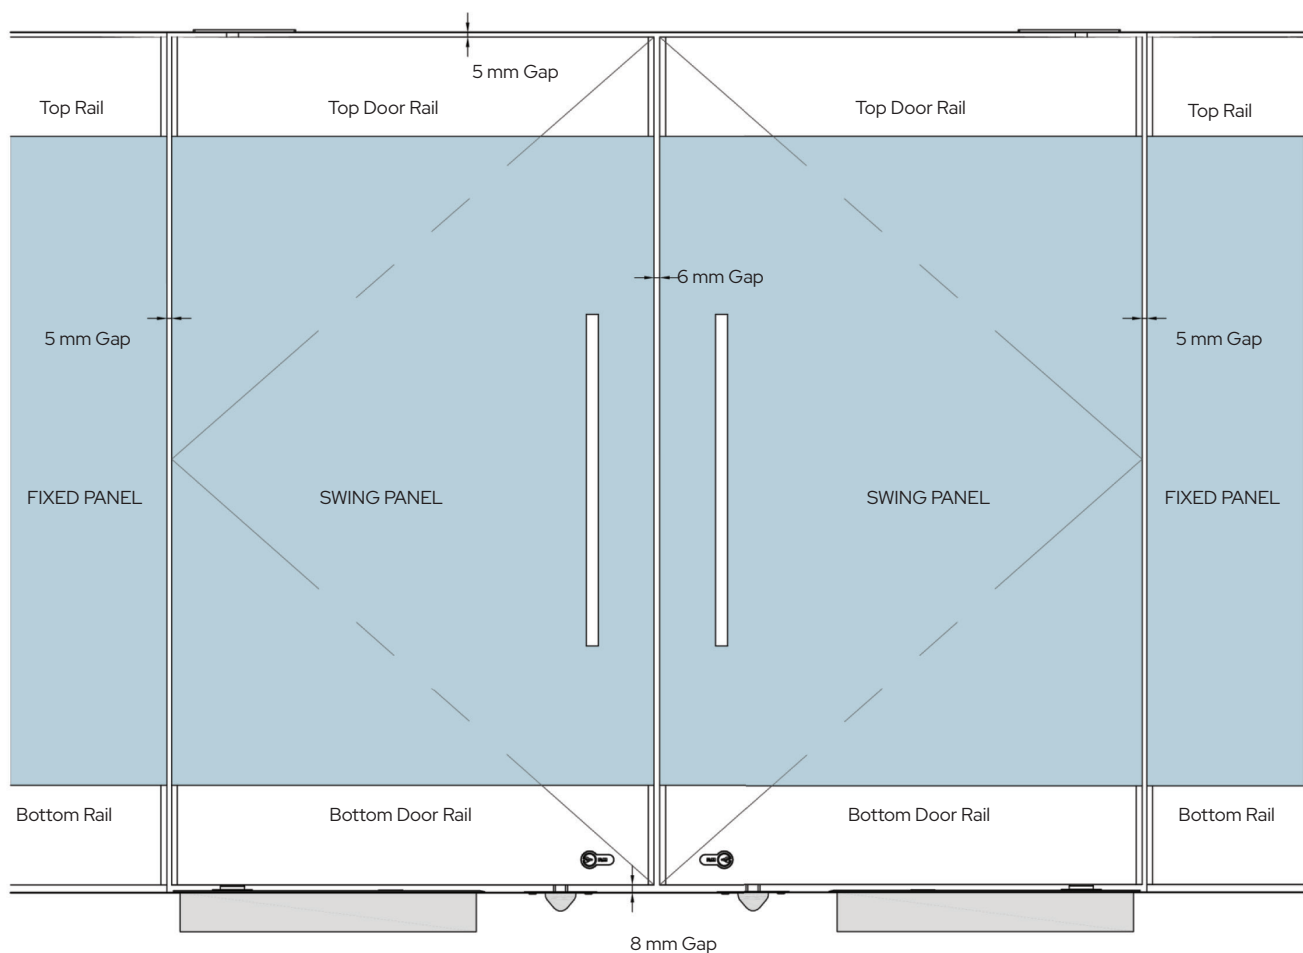 5 mm Gap
Top Rail
Top Door Rail
Top Door Rail
Top Rail
6 mm Gap
5 mm Gap
5 mm Gap
FIXED PANEL
SWING PANEL
SWING PANEL
FIXED PANEL
Bottom Rail
Bottom Door Rail
Bottom Door Rail
Bottom Rail
8 mm Gap